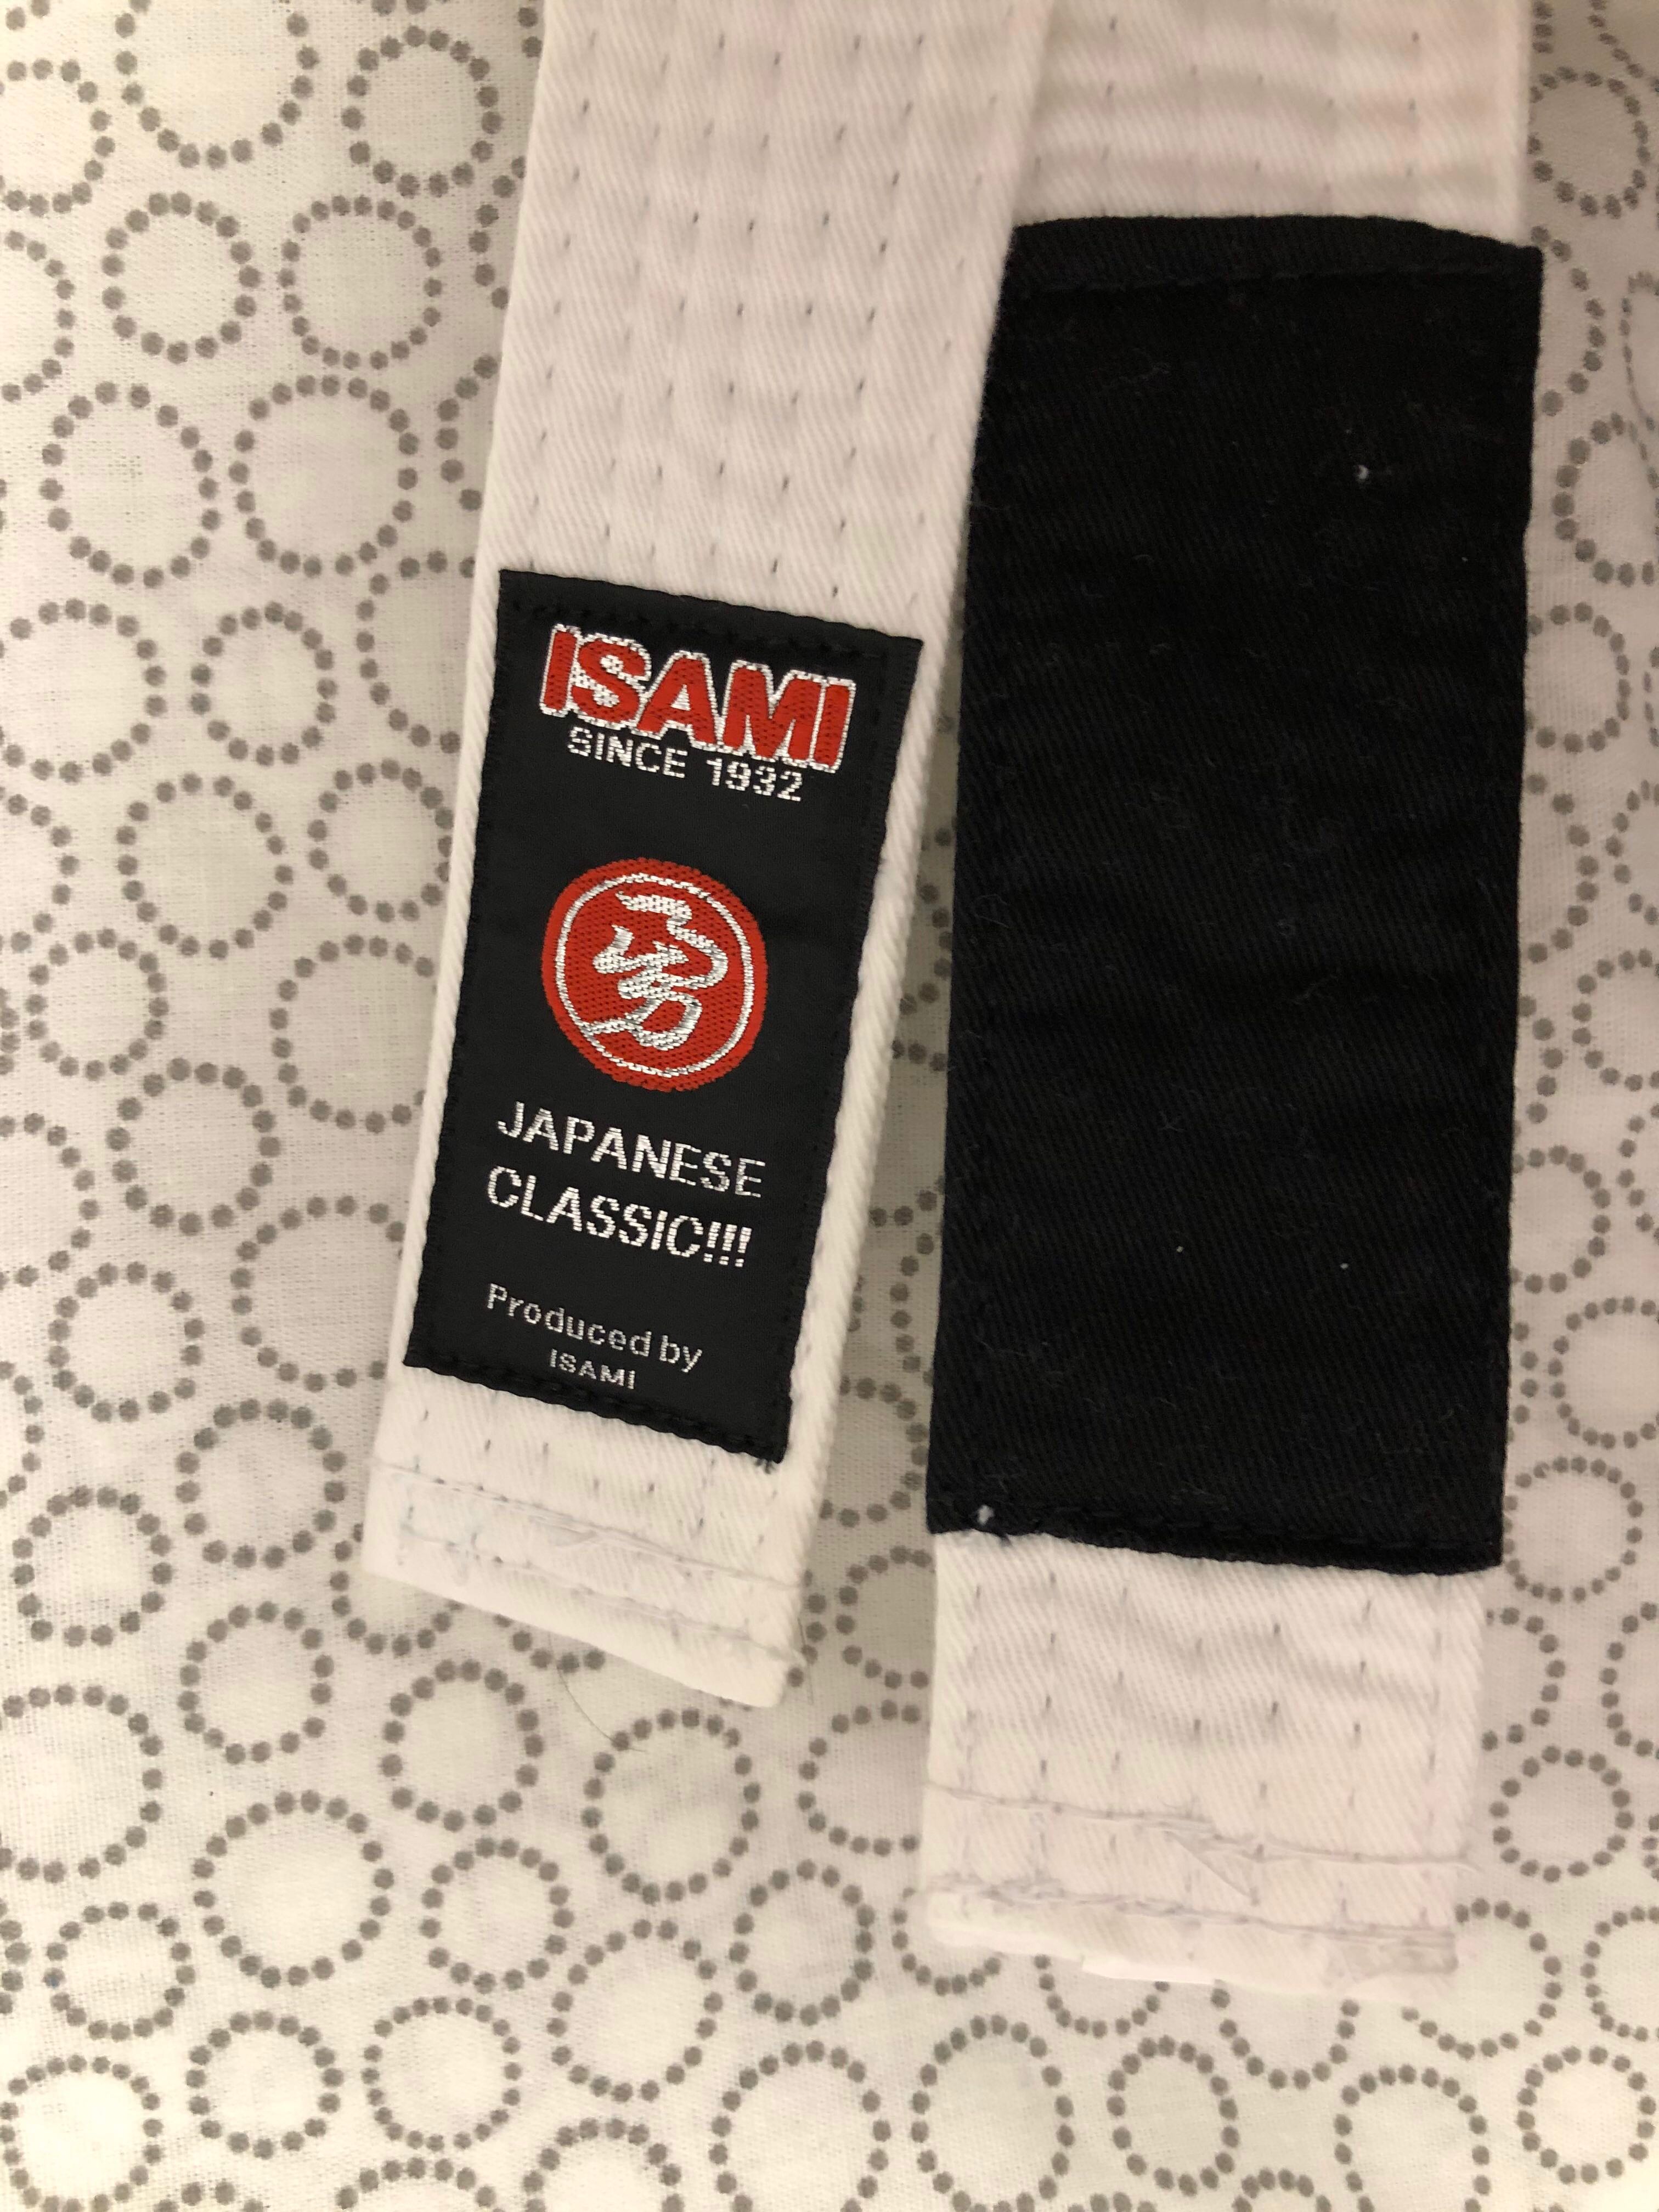 ISAMI
SINCE 1932
勇
JAPANESE
CLASSIC!!!
Produced by
ISAMI